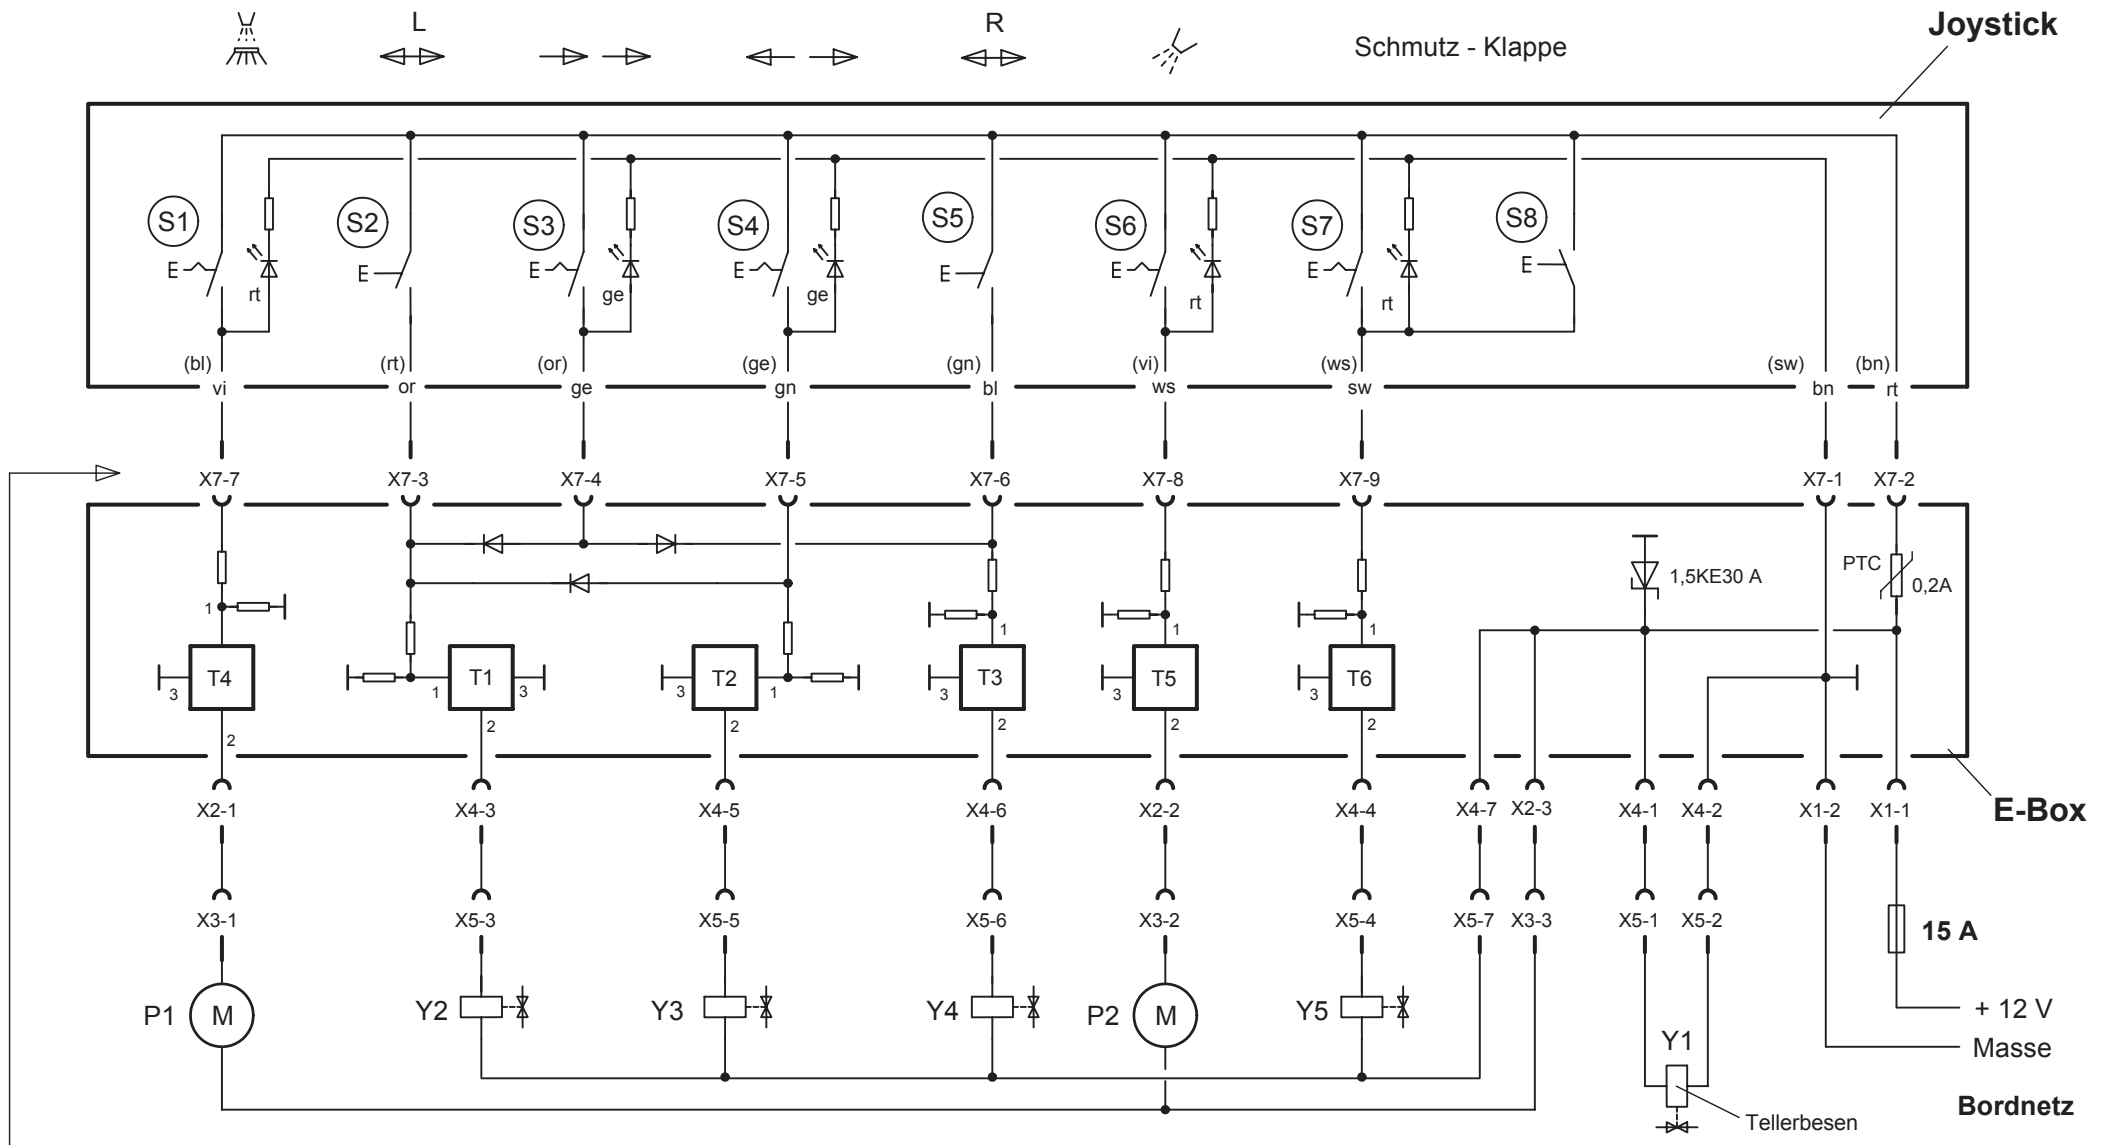 L R Schmutz - Klappe Joystick
S1 S2 S3 S4 S5 S6 S7 S8
E E E E E E E E
rt ge ge rt rt
(bl) (rt) (or) (ge) (gn) (vi) (ws) (sw) (bn)
vi or ge gn bl ws sw bn rt
X7-7 X7-3 X7-4 X7-5 X7-6 X7-8 X7-9 X7-1 X7-2
1,5KE30 A PTC 0,2A
1 1 1 1
T4 T1 T2 T3 T5 T6
3 1 3 3 1 3 3 3
2 2 2 2 2 2
X2-1 X4-3 X4-5 X4-6 X2-2 X4-4 X4-7 X2-3 X4-1 X4-2 X1-2 X1-1 E-Box
X3-1 X5-3 X5-5 X5-6 X3-2 X5-4 X5-7 X3-3 X5-1 X5-2 15 A
P1 M Y2 Y3 Y4 P2 M Y5 + 12 V
Y1 Masse
Tellerbesen Bordnetz